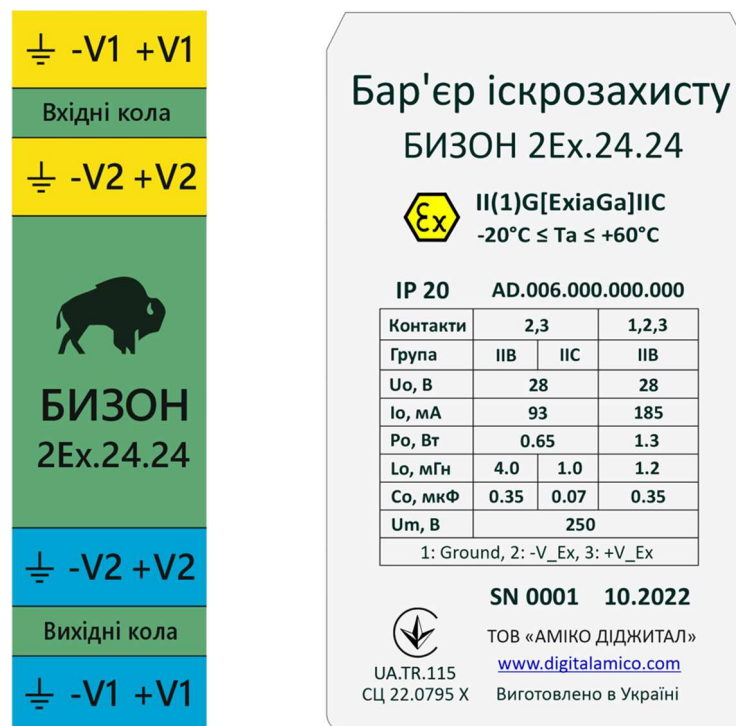 ⏚ -V1 +V1
Вхідні кола
⏚ -V2 +V2
БИЗОН
2Ex.24.24
⏚ -V2 +V2
Вихідні кола
⏚ -V1 +V1
Бар'єр іскрозахисту
БИЗОН 2Ex.24.24
Ex
II(1)G[ExiaGa]IIC
-20°C ≤ Ta ≤ +60°C
IP 20 AD.006.000.000.000
Контакти 2,3 1,2,3
Група IIB IIC IIB
Uo, В 28 28
Io, мА 93 185
Po, Вт 0.65 1.3
Lo, мГн 4.0 1.0 1.2
Co, мкФ 0.35 0.07 0.35
Um, В 250
1: Ground, 2: -V_Ex, 3: +V_Ex
SN 0001 10.2022
ТОВ «АМІКО ДІДЖИТАЛ»
www.digitalamico.com
Виготовлено в Україні
UA.TR.115
СЦ 22.0795 X